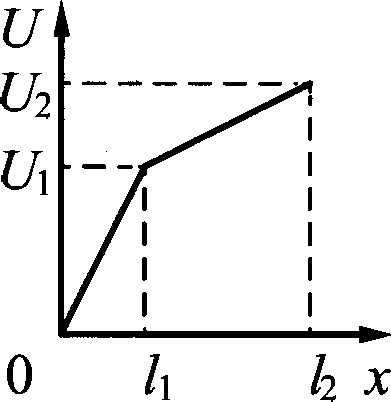 U
U₂
U₁
0 l₁ l₂ x